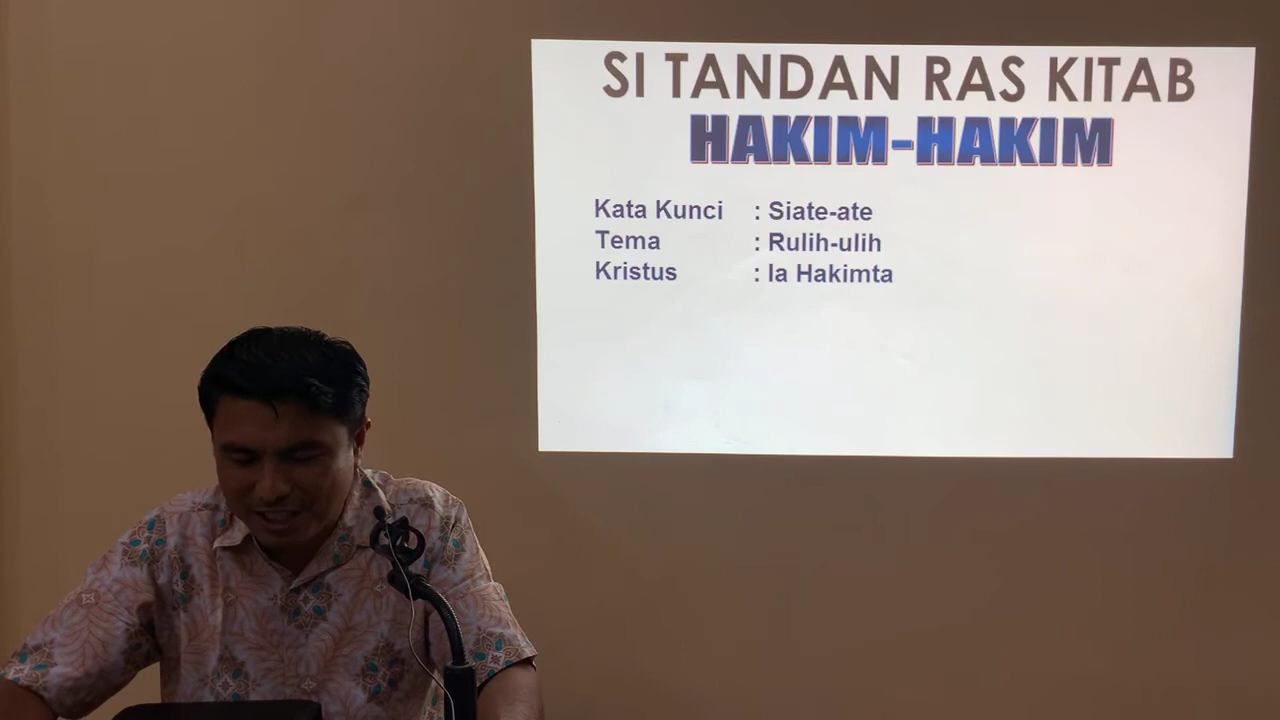 SI TANDAN RAS KITAB
HAKIM-HAKIM
Kata Kunci : Siate-ate
Tema : Rulih-ulih
Kristus : Ia Hakimta